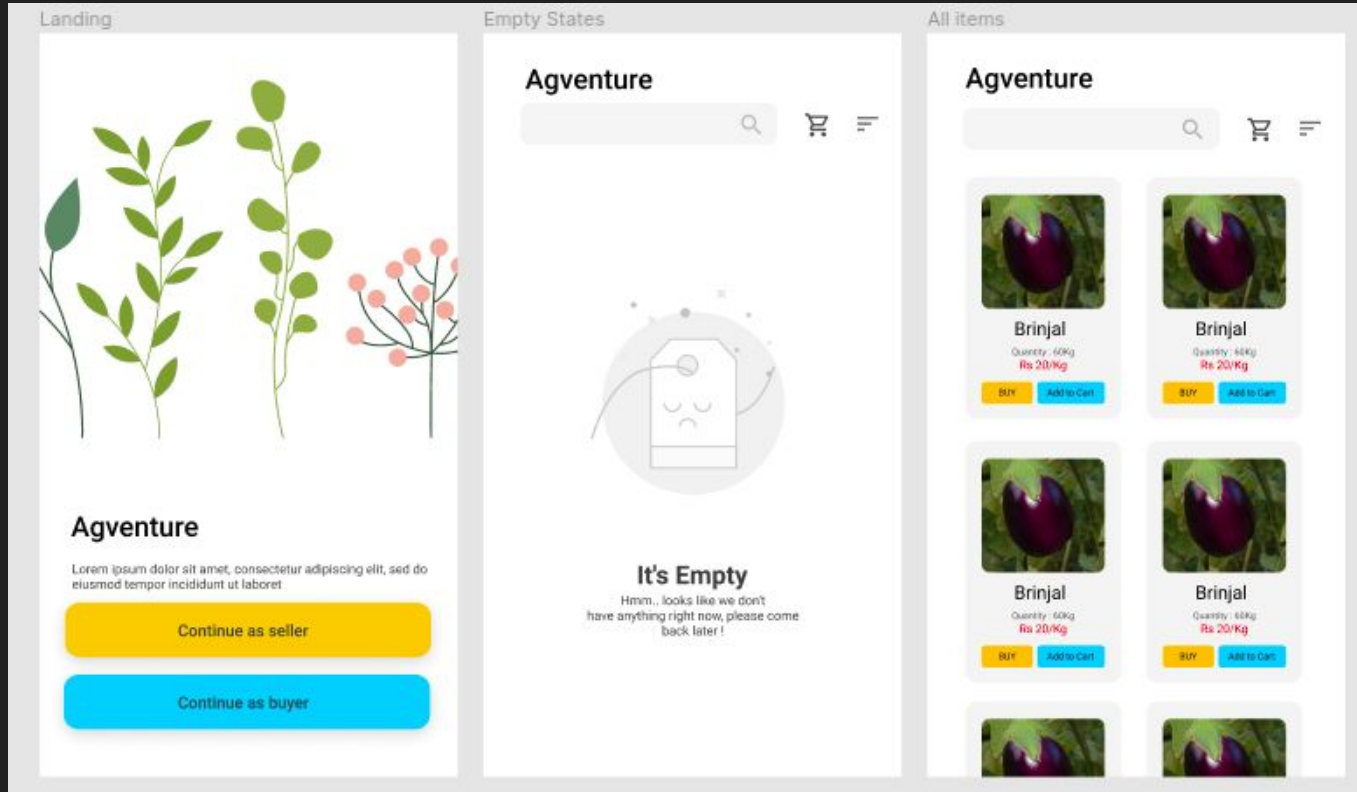 Landing
Agventure
Lorem ipsum dolor sit amet, consectetur adipiscing elit, sed do
eiusmod tempor incididunt ut laboret
Continue as seller
Continue as buyer
Empty States
Agventure
It's Empty
Hmm.. looks like we don't
have anything right now, please come
back later !
All items
Agventure
Brinjal
Quantity : 60Kg
Rs 20/Kg
BUY
Add to Cart
Brinjal
Quantity : 60Kg
Rs 20/Kg
BUY
Add to Cart
Brinjal
Quantity : 60Kg
Rs 20/Kg
BUY
Add to Cart
Brinjal
Quantity : 60Kg
Rs 20/Kg
BUY
Add to Cart